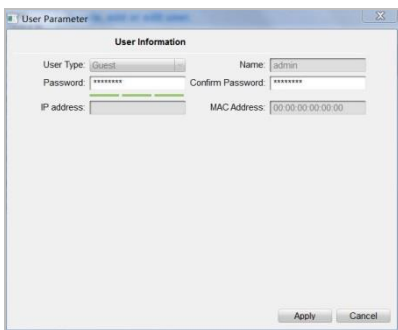 User Parameter
User Information
User Type: Guest Name: admin
Password: ******** Confirm Password: ********
IP address: MAC Address: 00:00:00:00:00:00
Apply Cancel